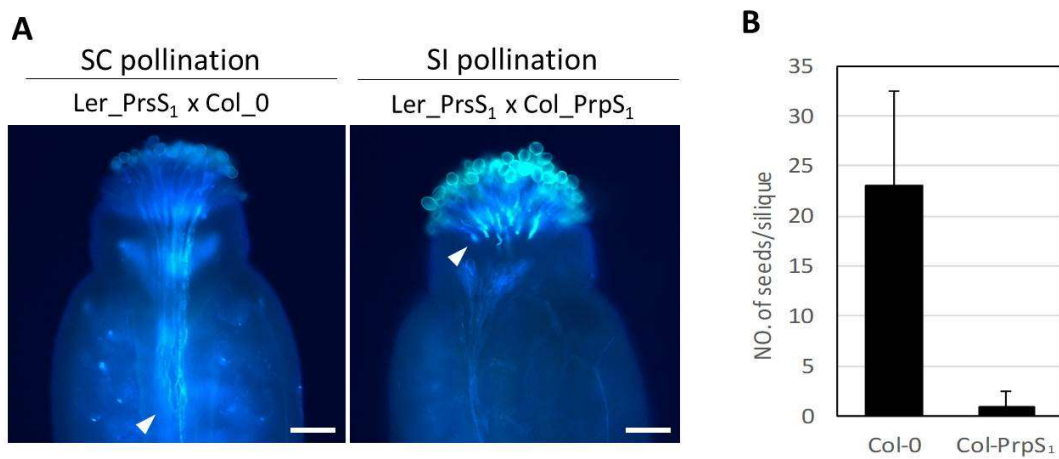 A
SC pollination
SI pollination
Ler_PrsS₁ x Col_0
Ler_PrsS₁ x Col_PrpS₁
B
NO. of seeds/silique
35
30
25
20
15
10
5
0
Col-0
Col-PrpS₁